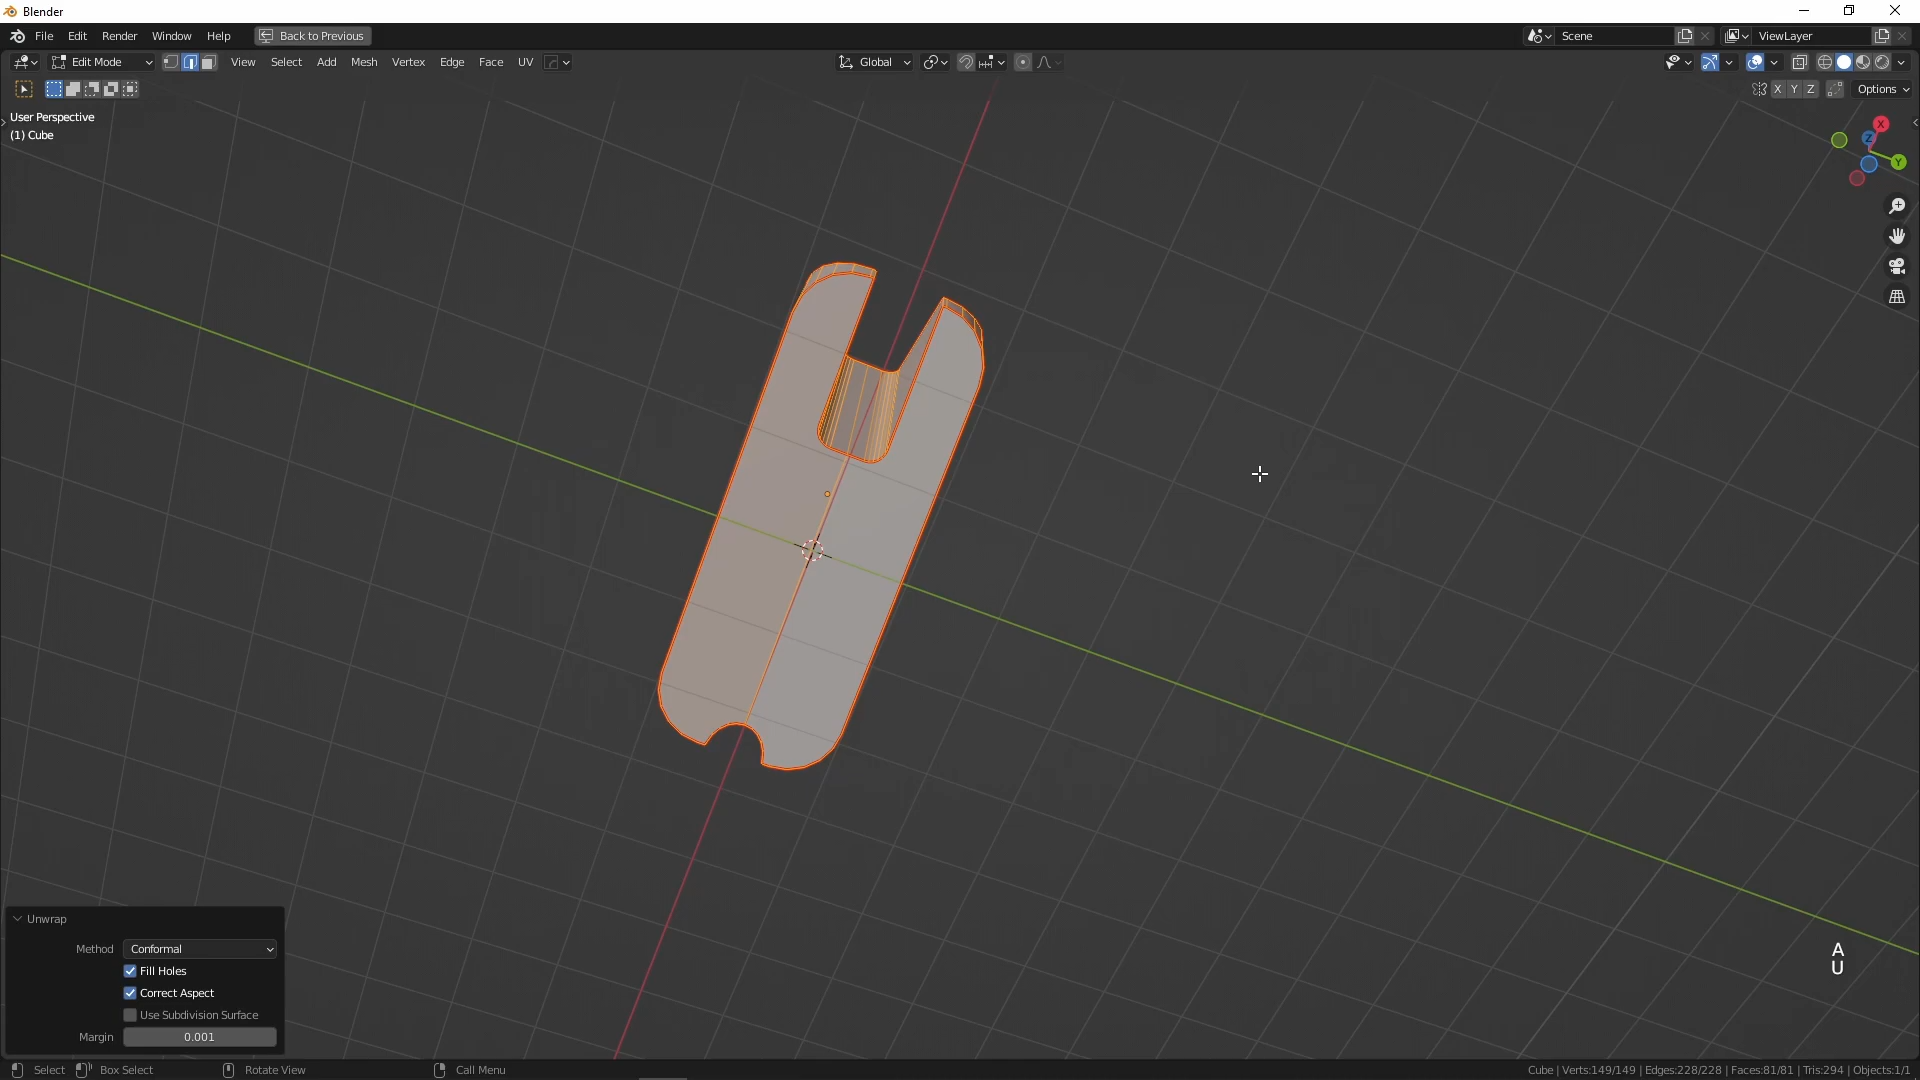 Blender
File Edit Render Window Help Back to Previous Scene ViewLayer
Edit Mode View Select Add Mesh Vertex Edge Face UV Global
X Y Z Options
User Perspective
(1) Cube
X
Z
Y
Unwrap
Method Conformal
Fill Holes
Correct Aspect
Use Subdivision Surface
Margin 0.001
A
U
Select Box Select Rotate View Call Menu Cube | Verts:149/149 | Edges:228/228 | Faces:81/81 | Tris:294 | Objects:1/1